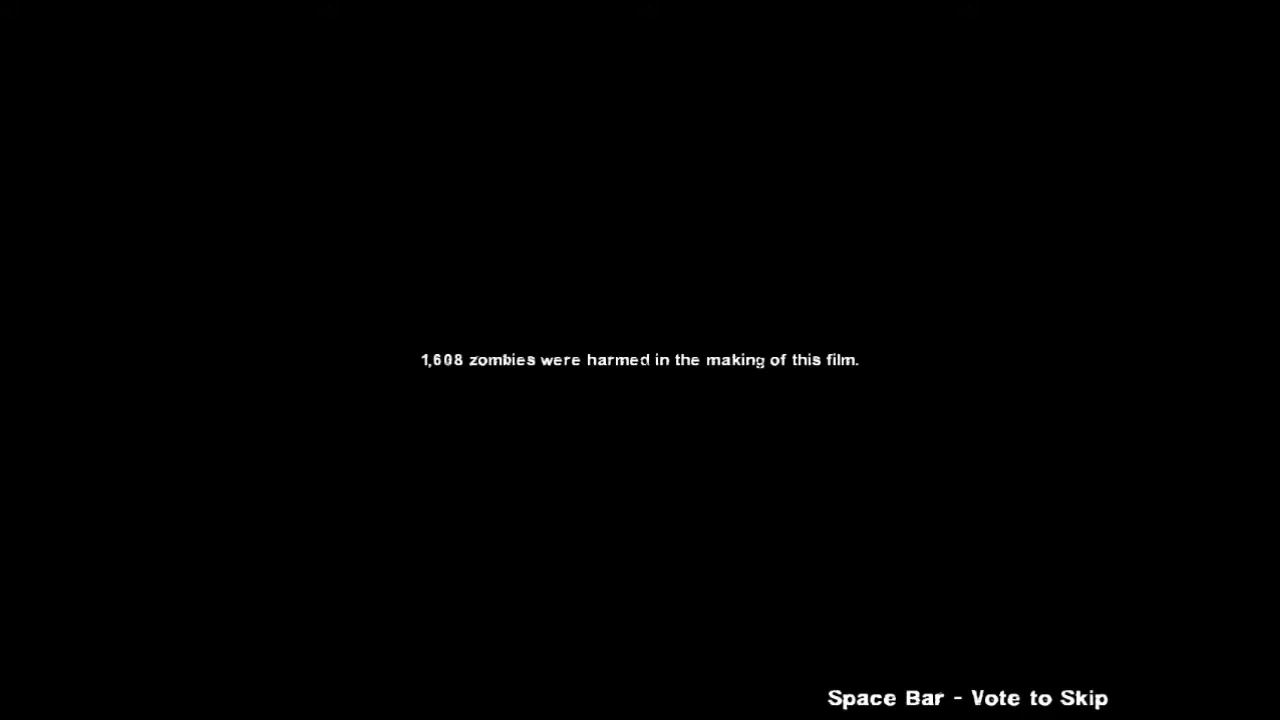 1,608 zombies were harmed in the making of this film.
Space Bar - Vote to Skip